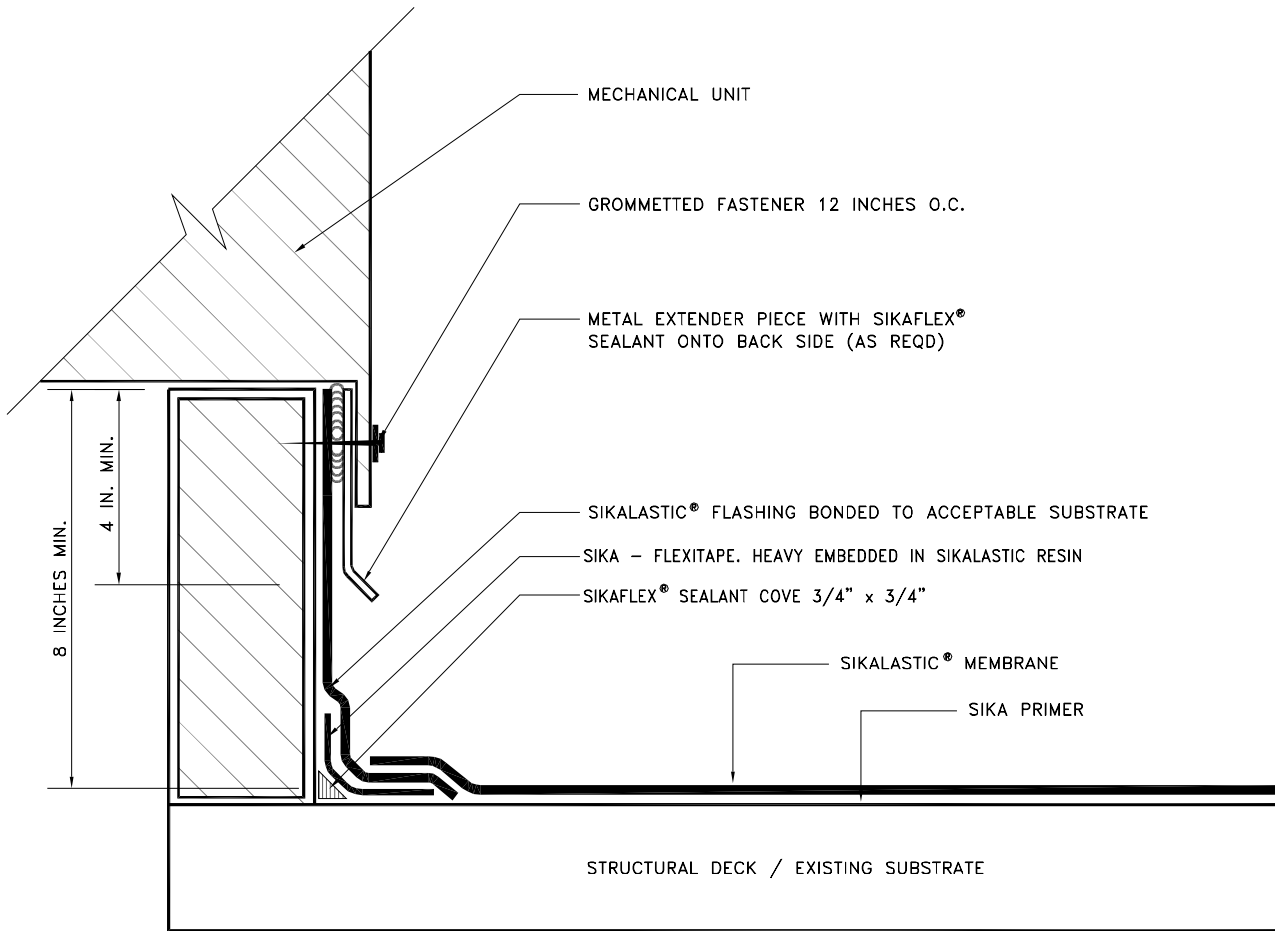 MECHANICAL UNIT
GROMMETTED FASTENER 12 INCHES O.C.
METAL EXTENDER PIECE WITH SIKAFLEX®
SEALANT ONTO BACK SIDE (AS REQD)
4 IN. MIN.
8 INCHES MIN.
SIKALASTIC® FLASHING BONDED TO ACCEPTABLE SUBSTRATE
SIKA – FLEXITAPE. HEAVY EMBEDDED IN SIKALASTIC RESIN
SIKAFLEX® SEALANT COVE 3/4" x 3/4"
SIKALASTIC® MEMBRANE
SIKA PRIMER
STRUCTURAL DECK / EXISTING SUBSTRATE